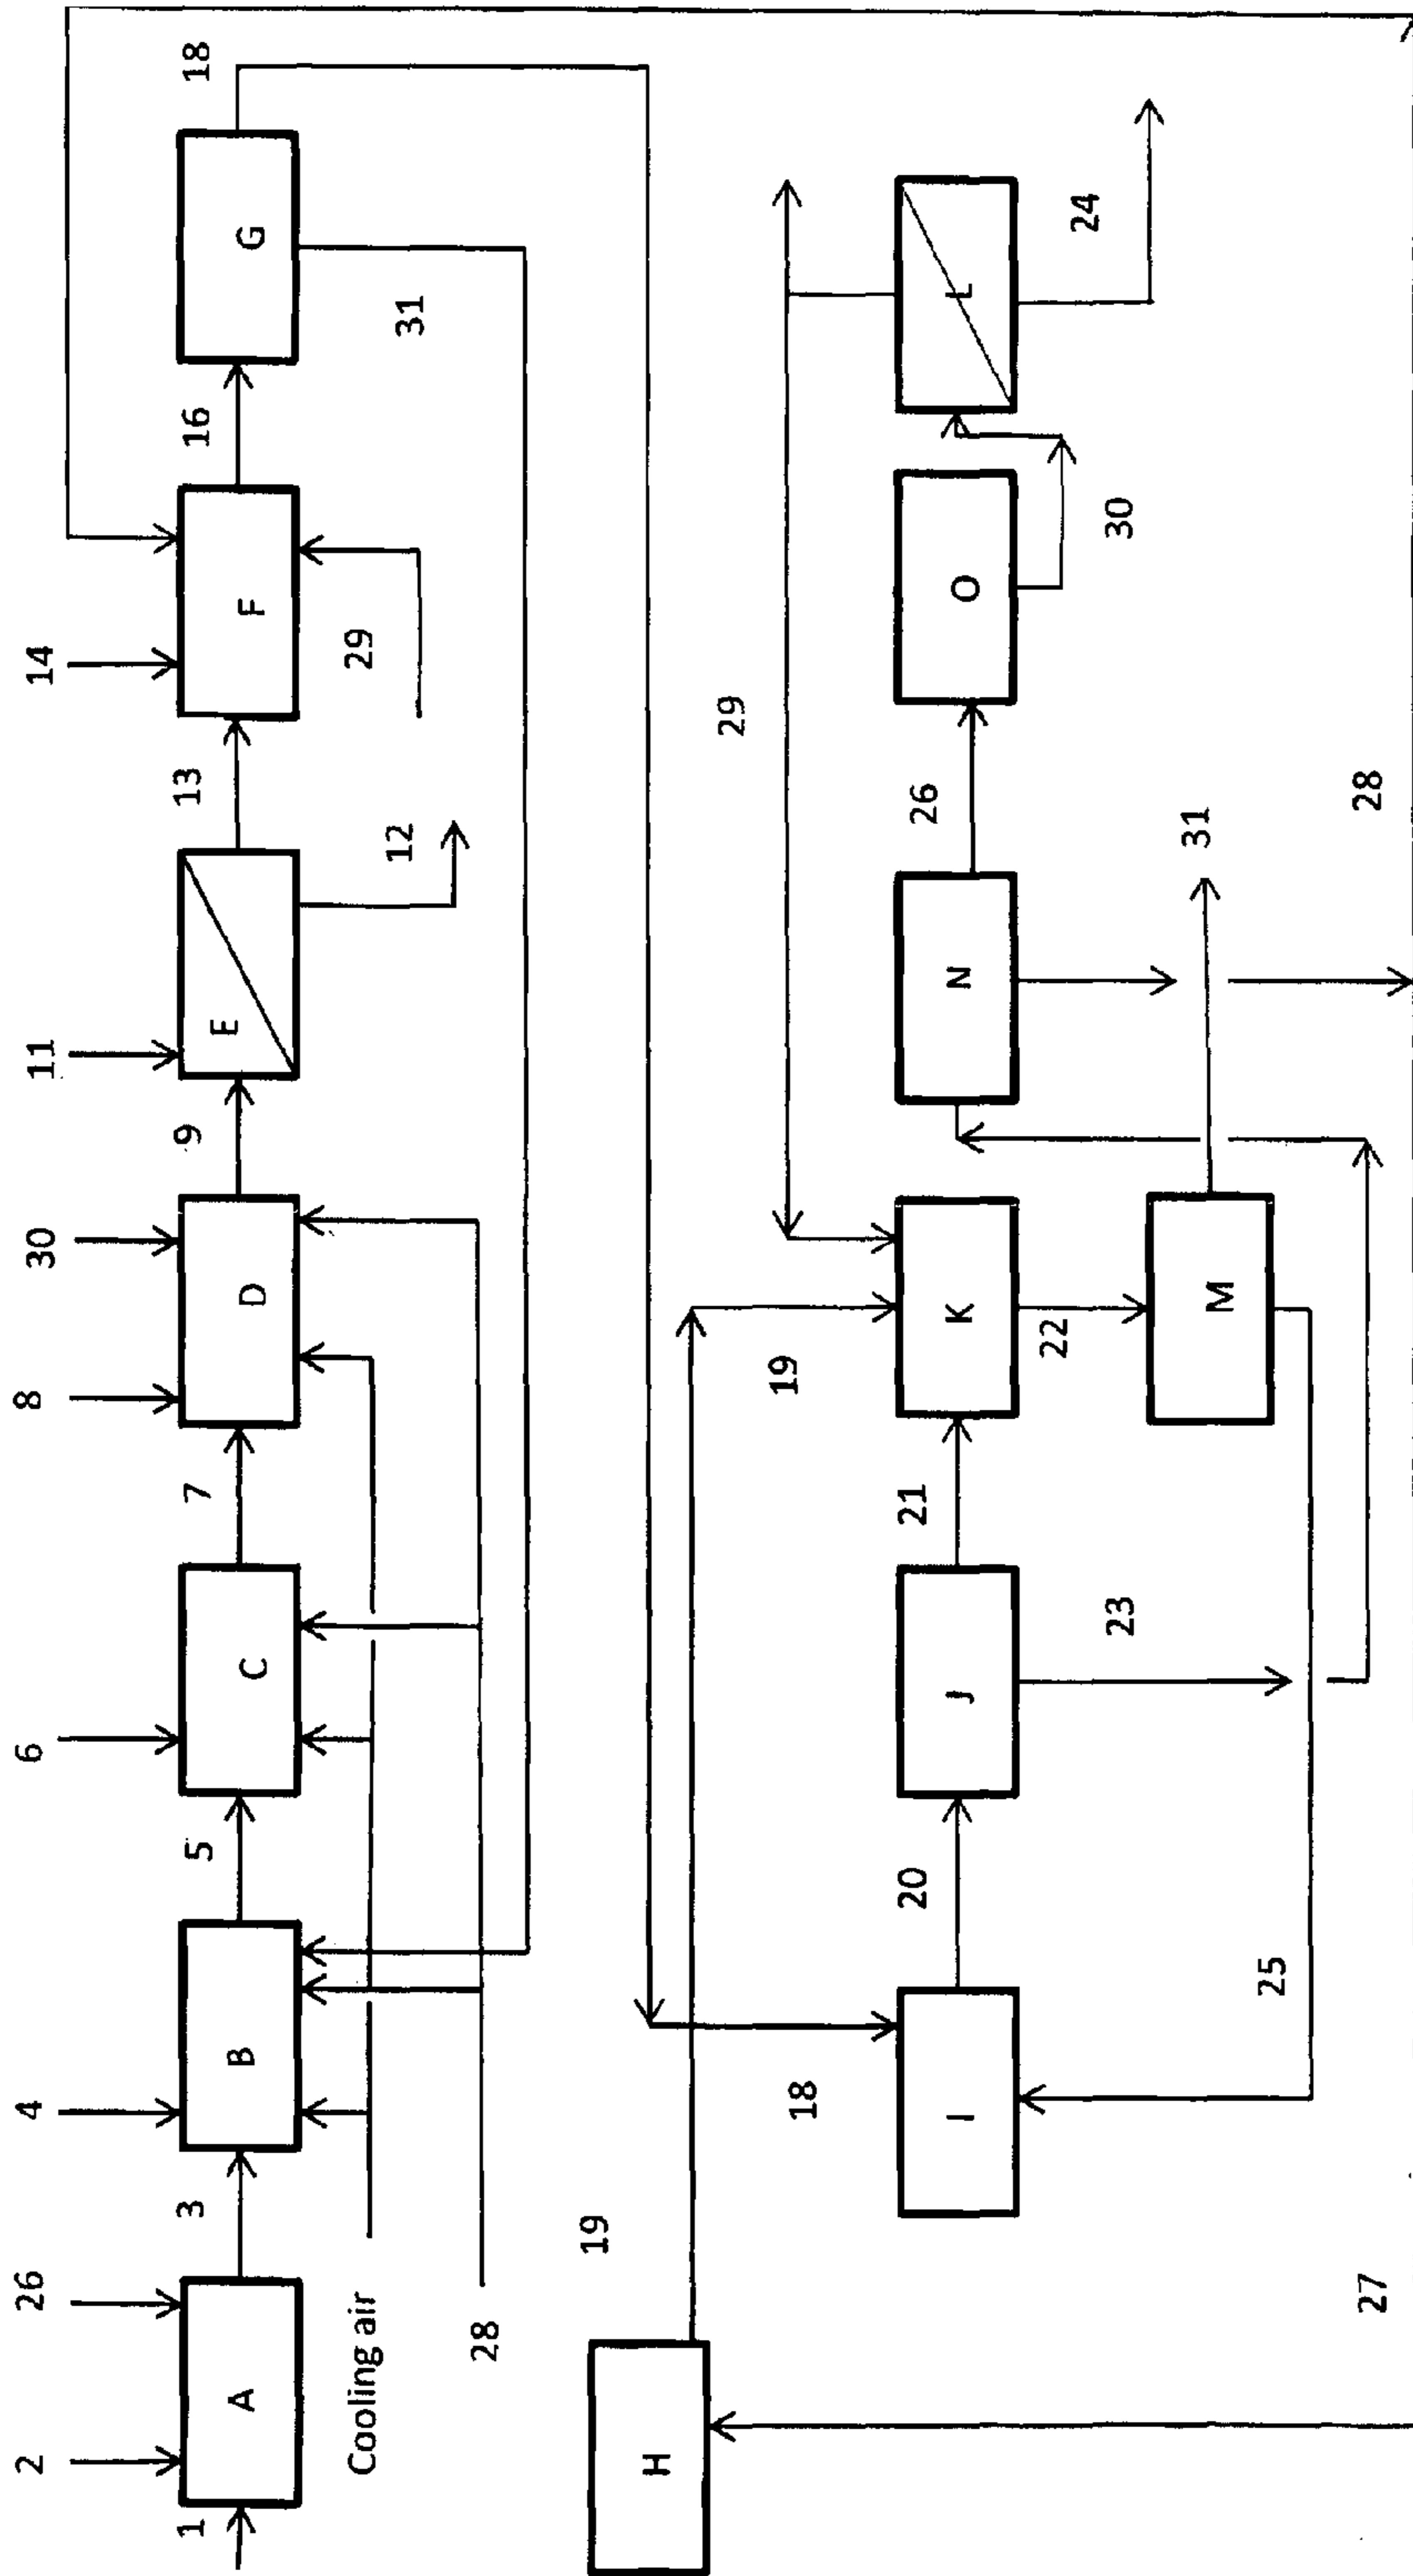 2 26 4 6 8 30 11 14
1 3 5 7 9 13 16 18
A B C D E F G
Cooling air 29
12 31
28
19
H
29
18 19
20 21 26
I J K N O L
22 24
23 30
31
M
25
27 28